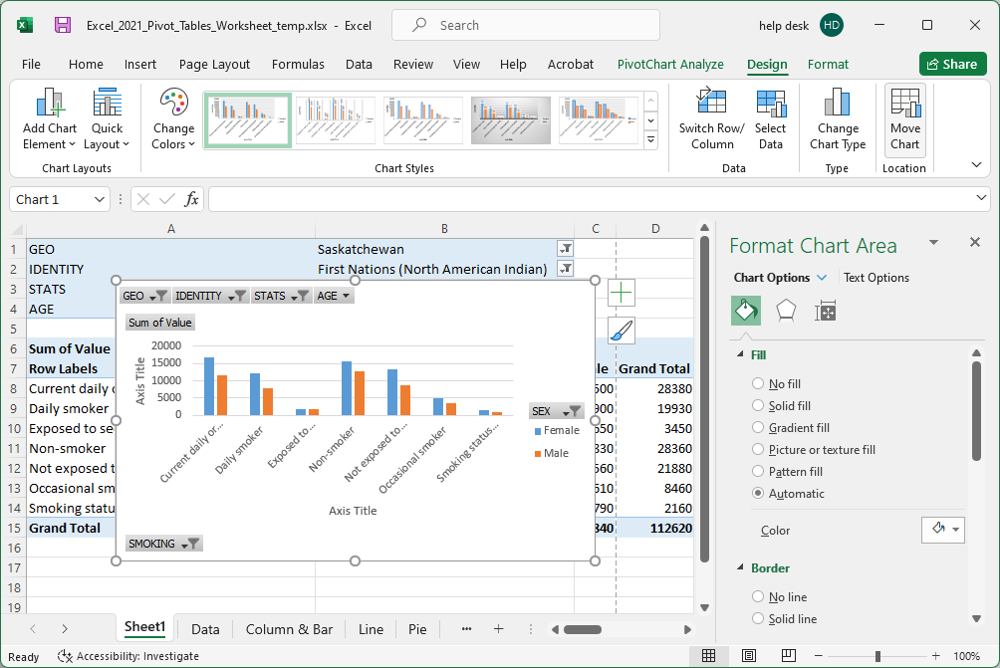 Excel_2021_Pivot_Tables_Worksheet_temp.xlsx - Excel
Search
help desk HD
File Home Insert Page Layout Formulas Data Review View Help Acrobat PivotChart Analyze Design Format Share
Add Chart Element
Quick Layout
Change Colors
Switch Row/ Column
Select Data
Change Chart Type
Move Chart
Chart Layouts Chart Styles Data Type Location
Chart 1 fx
A B C D
1 GEO Saskatchewan
2 IDENTITY First Nations (North American Indian)
3 STATS
4 AGE
5
6 Sum of Value
7 Row Labels le Grand Total
8 Current daily 600 28380
9 Daily smoker 900 19930
10 Exposed to se 650 3450
11 Non-smoker 830 28360
12 Not exposed t 560 21880
13 Occasional sm 610 8460
14 Smoking statu 790 2160
15 Grand Total 840 112620
16
17
18
19
GEO IDENTITY STATS AGE
Sum of Value
Axis Title
20000
15000
10000
5000
0
Current daily or...
Daily smoker
Exposed to...
Non-smoker
Not exposed to...
Occasional smoker
Smoking status...
Axis Title
SEX
Female
Male
SMOKING
Format Chart Area
Chart Options Text Options
Fill
No fill
Solid fill
Gradient fill
Picture or texture fill
Pattern fill
Automatic
Color
Border
No line
Solid line
Sheet1 Data Column & Bar Line Pie ...
Ready Accessibility: Investigate 100%